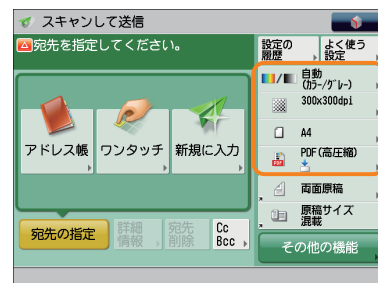 スキャンして送信
宛先を指定してください。
設定の
履歴
よく使う
設定
自動
(カラー/グレー)
300x300dpi
A4
PDF(高圧縮)
PDF
両面原稿
原稿サイズ
混載
その他の機能
アドレス帳
ワンタッチ
新規に入力
宛先の指定
詳細
情報
宛先
削除
Cc
Bcc